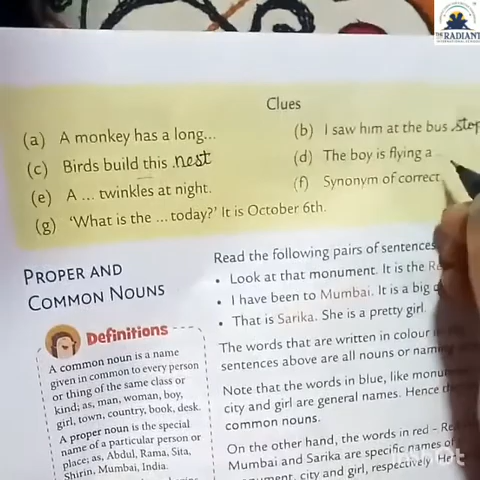 THE RADIANT
Clues
(a) A monkey has a long...
(b) I saw him at the bus stop
(c) Birds build this nest
(d) The boy is flying a
(e) A ... twinkles at night.
(f) Synonym of correct
(g) 'What is the ... today?' It is October 6th.
PROPER AND
COMMON NOUNS
Definitions
A common noun is a name
given in common to every person
or thing of the same class or
kind; as, man, woman, boy,
girl, town, country, book, desk.
A proper noun is the special
name of a particular person or
place; as, Abdul, Rama, Sita,
Shirin, Mumbai, India.
Read the following pairs of sentences
• Look at that monument. It is the
• I have been to Mumbai. It is a big
• That is Sarika. She is a pretty girl.
The words that are written in colour
sentences above are all nouns or naming
Note that the words in blue, like
city and girl are general names. Hence
common nouns.
On the other hand, the words in red –
Mumbai and Sarika are specific names of
city and girl, respectively.